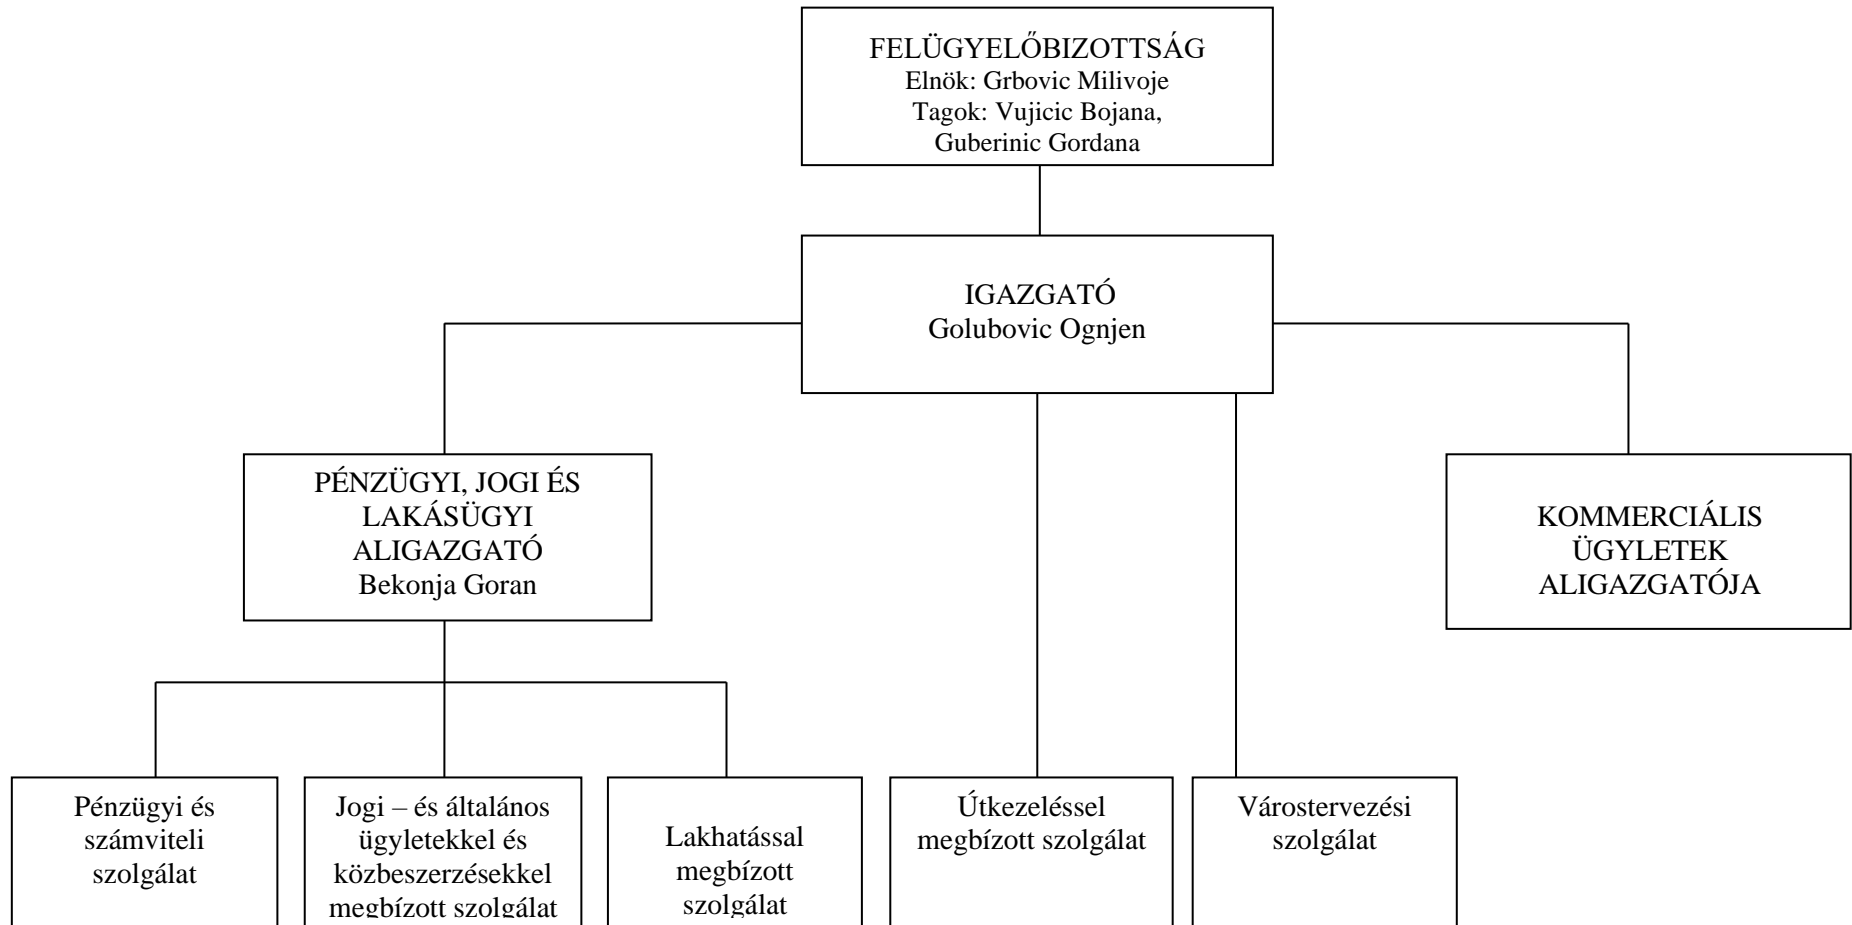 FELÜGYELŐBIZOTTSÁG
Elnök: Grbovic Milivoje
Tagok: Vujicic Bojana,
Guberinic Gordana
IGAZGATÓ
Golubovic Ognjen
PÉNZÜGYI, JOGI ÉS
LAKÁSÜGYI
ALIGAZGATÓ
Bekonja Goran
KOMMERCIÁLIS
ÜGYLETEK
ALIGAZGATÓJA
Pénzügyi és
számviteli
szolgálat
Jogi – és általános
ügyletekkel és
közbeszerzésekkel
megbízott szolgálat
Lakhatással
megbízott
szolgálat
Útkezeléssel
megbízott szolgálat
Várostervezési
szolgálat